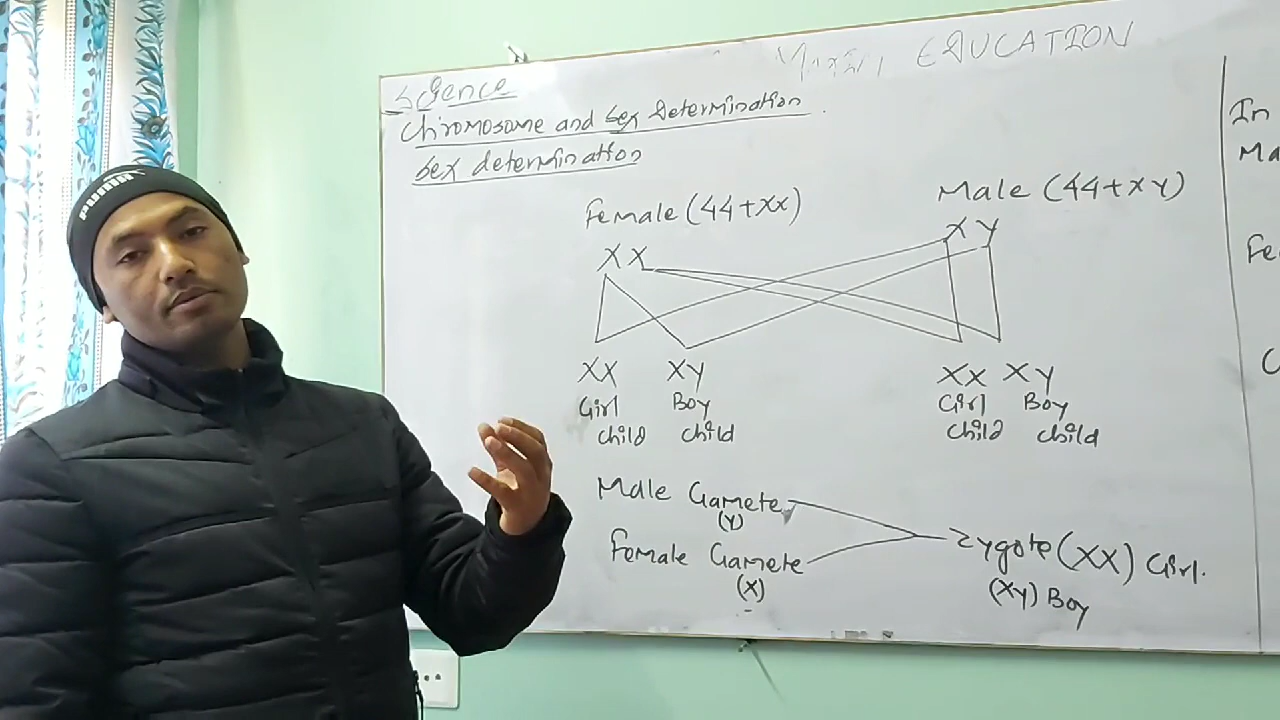 EDUCATION
Science
Chromosome and Sex Determination
Sex determination
Female (44+XX)
Male (44+XY)
XX
XY
XX XY
Girl Boy
child child
XX XY
Girl Boy
child child
Male Gamete
(Y)
Female Gamete
(X)
Zygote (XX) Girl.
(XY) Boy
In
Ma
Fe
PUMA